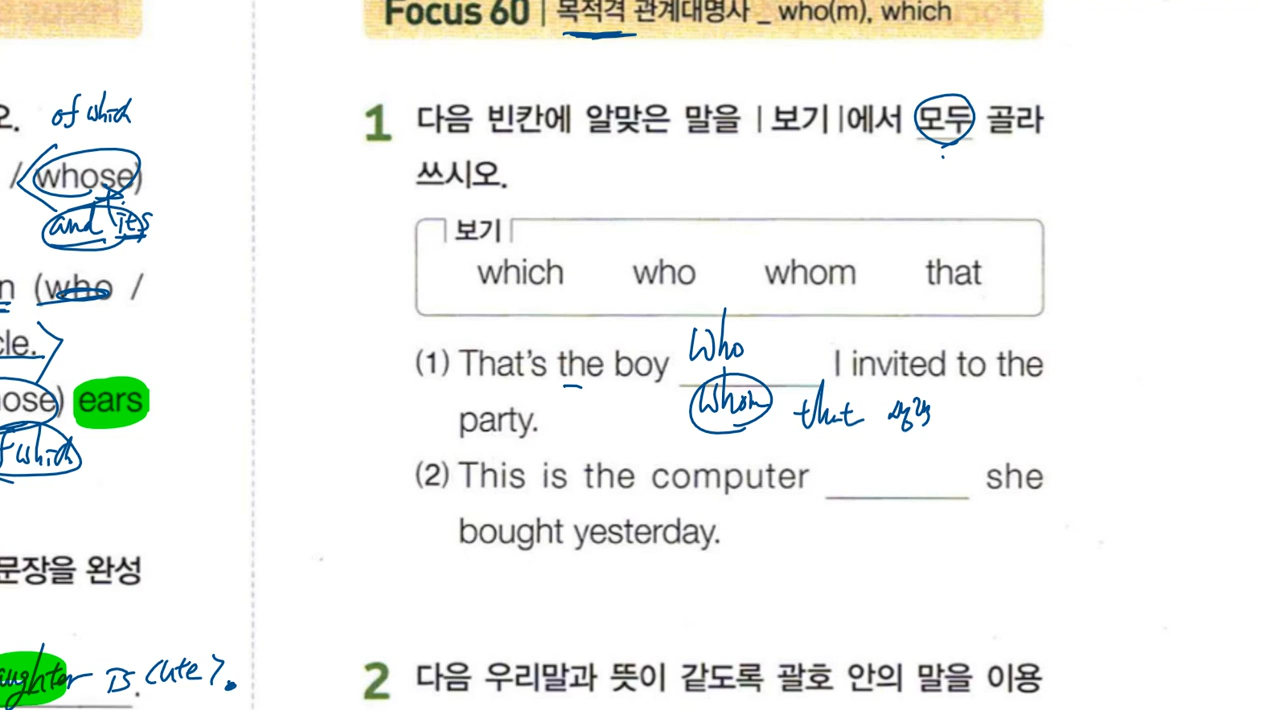 Focus 60 | 목적격 관계대명사 _ who(m), which
오. of which
/ whose)
and its
n (who /
cle.
ose) ears
f which
문장을 완성
aughter is cute>.
1 다음 빈칸에 알맞은 말을 | 보기 |에서 모두 골라
쓰시오.
보기
which who whom that
(1) That's the boy ________ I invited to the
who
whom that
party.
(2) This is the computer ________ she
bought yesterday.
2 다음 우리말과 뜻이 같도록 괄호 안의 말을 이용